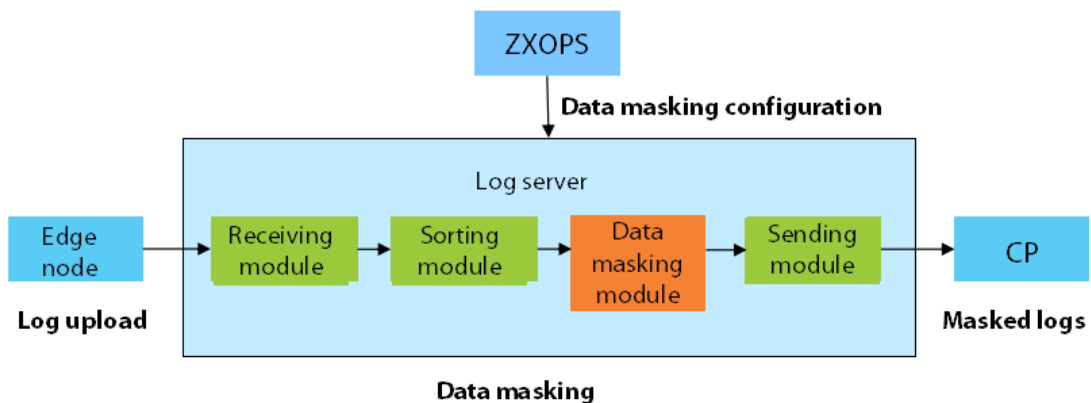 ZXOPS
Data masking configuration
Log server
Edge
node
Receiving
module
Sorting
module
Data
masking
module
Sending
module
CP
Log upload
Masked logs
Data masking